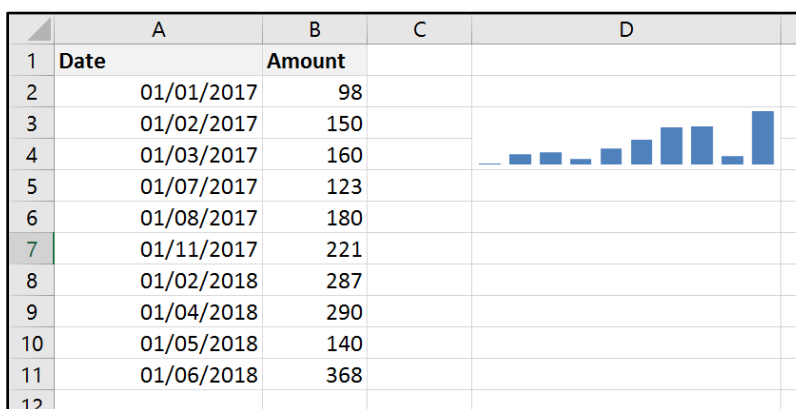 A B C D
1 Date Amount
2 01/01/2017 98
3 01/02/2017 150
4 01/03/2017 160
5 01/07/2017 123
6 01/08/2017 180
7 01/11/2017 221
8 01/02/2018 287
9 01/04/2018 290
10 01/05/2018 140
11 01/06/2018 368
12